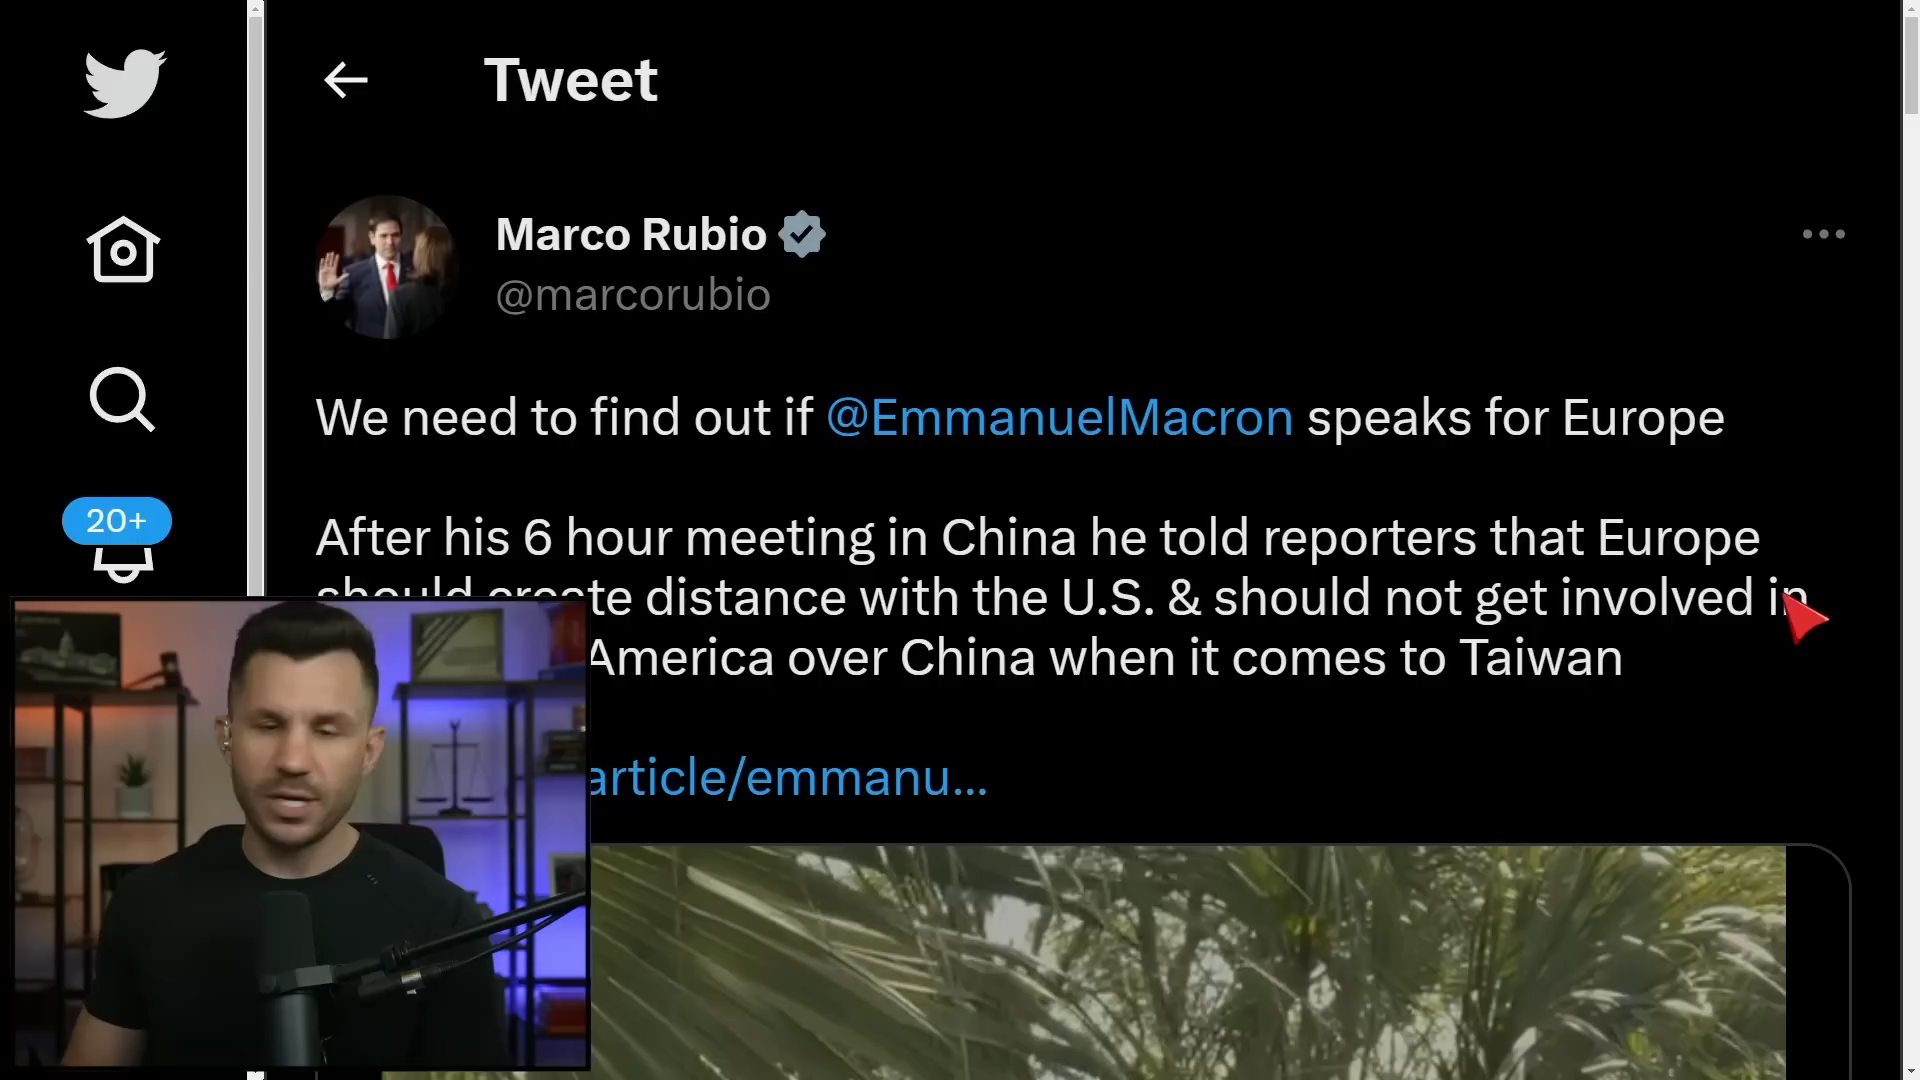 Tweet
Marco Rubio
@marcorubio
We need to find out if @EmmanuelMacron speaks for Europe
After his 6 hour meeting in China he told reporters that Europe
should create distance with the U.S. & should not get involved in
America over China when it comes to Taiwan
article/emmanu...
20+